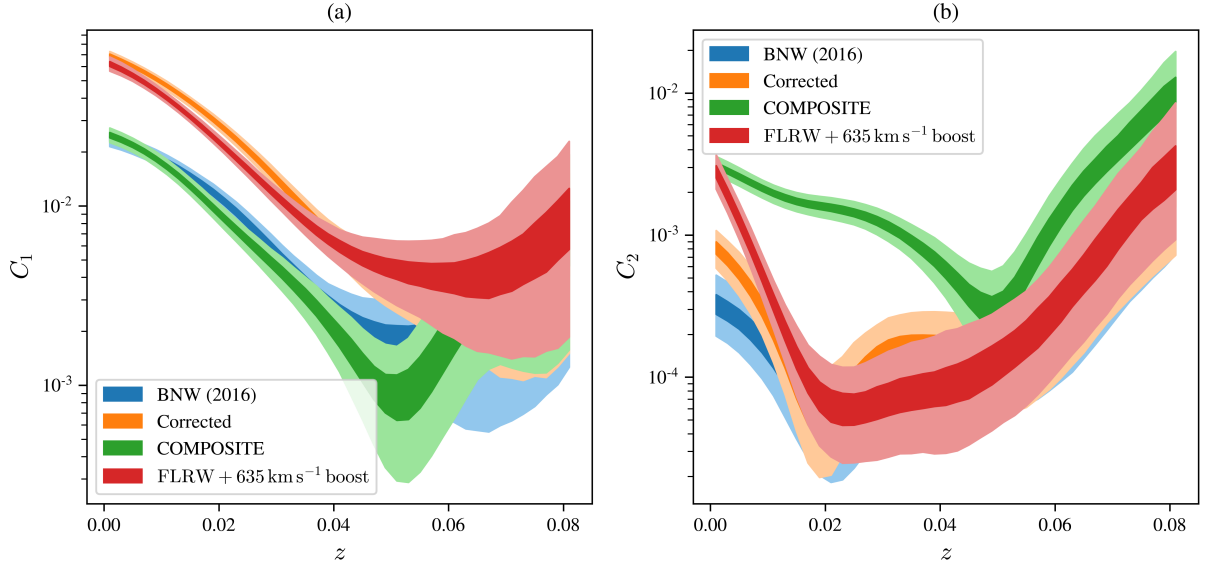 (a)
C₁
10⁻²
10⁻³
BNW (2016)
Corrected
COMPOSITE
FLRW + 635 km s⁻¹ boost
0.00 0.02 0.04 0.06 0.08
z
(b)
C₂
10⁻²
10⁻³
10⁻⁴
BNW (2016)
Corrected
COMPOSITE
FLRW + 635 km s⁻¹ boost
0.00 0.02 0.04 0.06 0.08
z